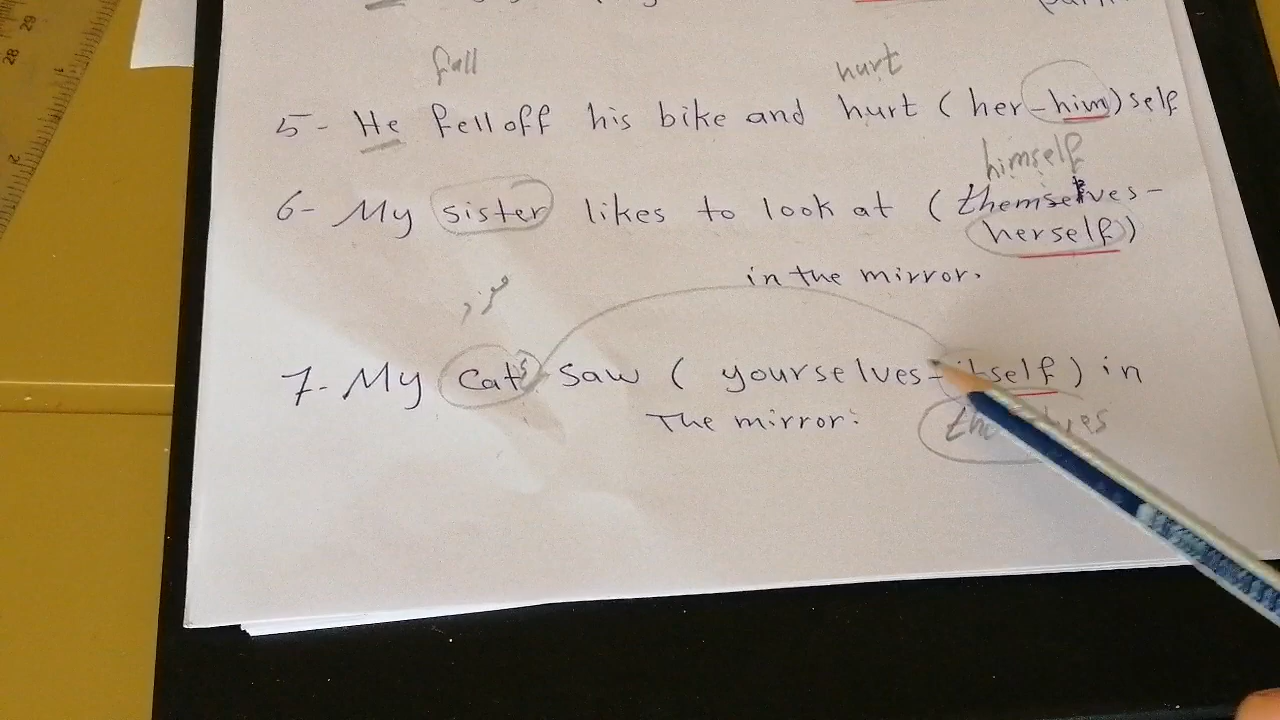 fall hurt
5- He fell off his bike and hurt ( her - him ) self
himself
6- My sister likes to look at ( themselves -
herself )
in the mirror.
مفرد
7- My cats saw ( yourselves - itself ) in
The mirror.